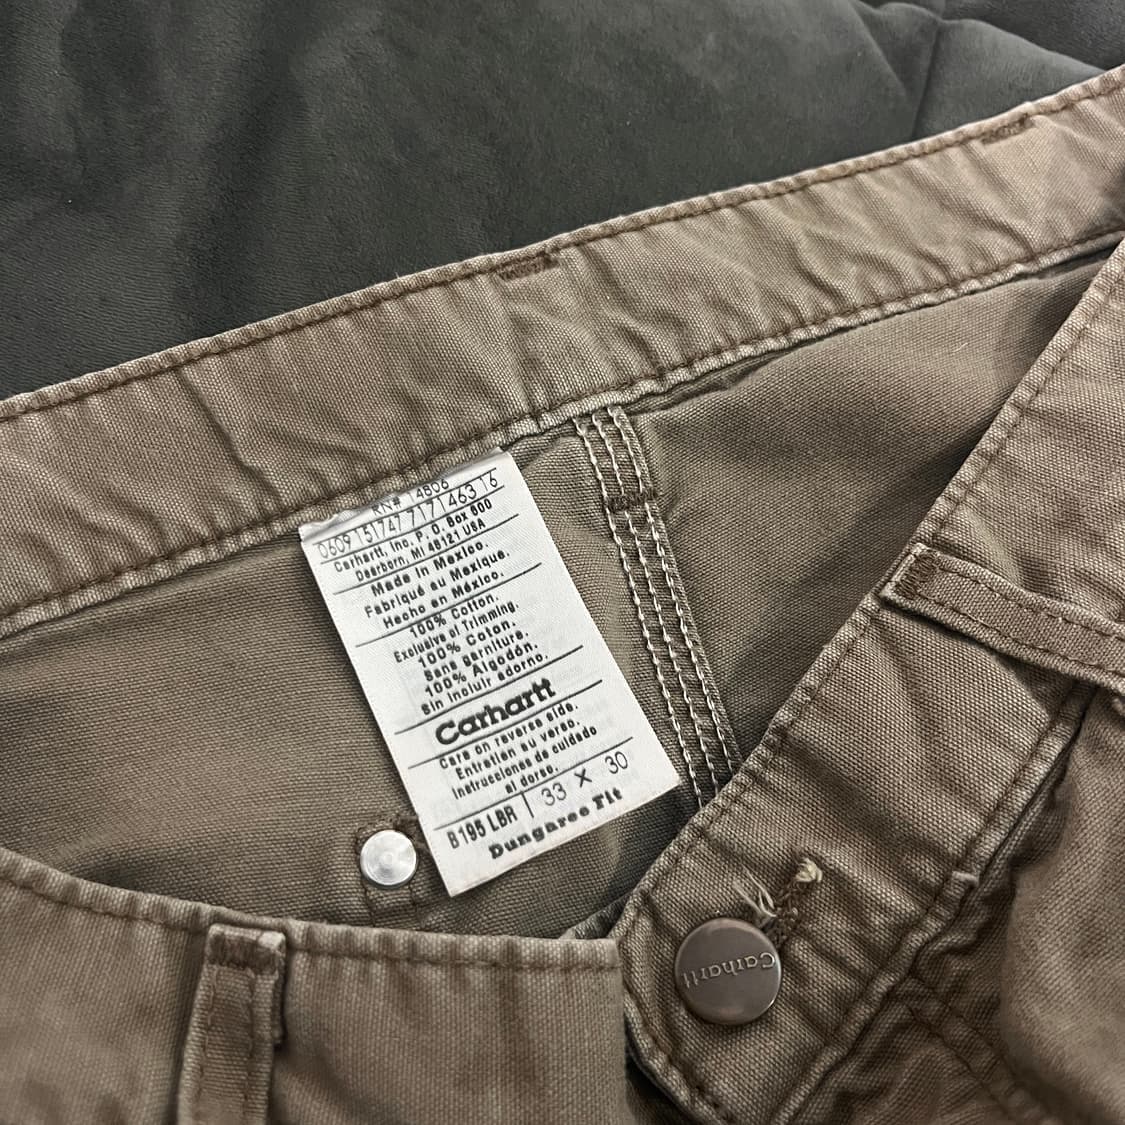 RN# 14806
0609 151747 7171463 16
Carhartt, Inc. P. O. Box 600
Dearborn, MI 48121 USA
Made in Mexico.
Fabriqué au Mexique.
Hecho en México.
100% Cotton.
Exclusive of Trimming.
100% Coton.
Sans garniture.
100% Algodón.
Sin incluir adorno.
Carhartt
Care on reverse side.
Entretien au verso.
Instrucciones de cuidado
al dorso.
B195 LBR | 33 X 30
Dungaree Fit
Carhartt